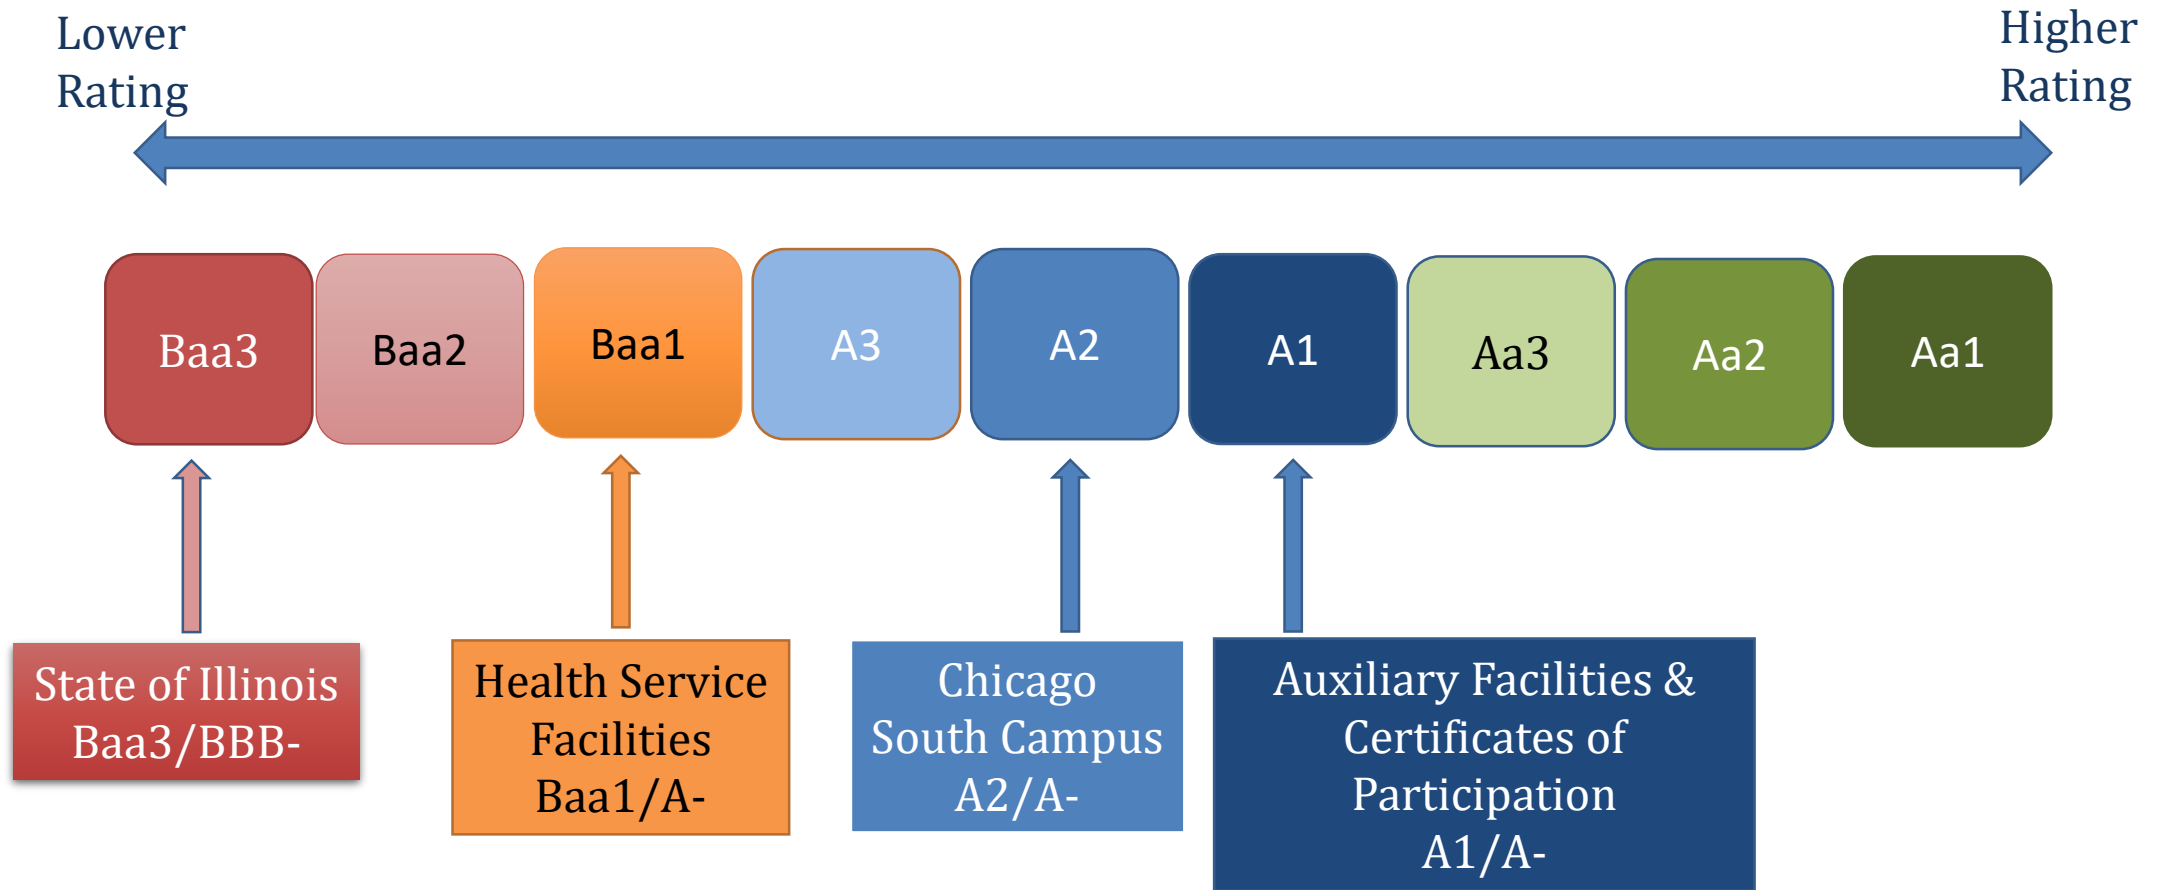 Lower
Rating
Higher
Rating
Baa3
Baa2
Baa1
A3
A2
A1
Aa3
Aa2
Aa1
State of Illinois
Baa3/BBB-
Health Service
Facilities
Baa1/A-
Chicago
South Campus
A2/A-
Auxiliary Facilities &
Certificates of
Participation
A1/A-